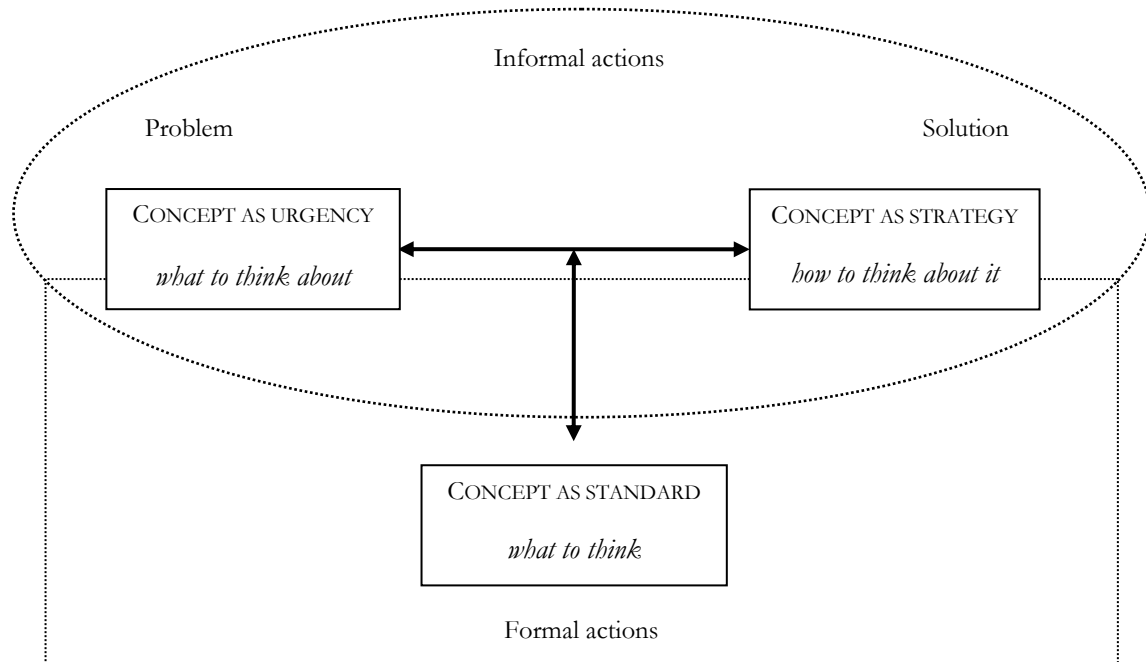 Informal actions
Problem
Solution
CONCEPT AS URGENCY
what to think about
CONCEPT AS STRATEGY
how to think about it
CONCEPT AS STANDARD
what to think
Formal actions